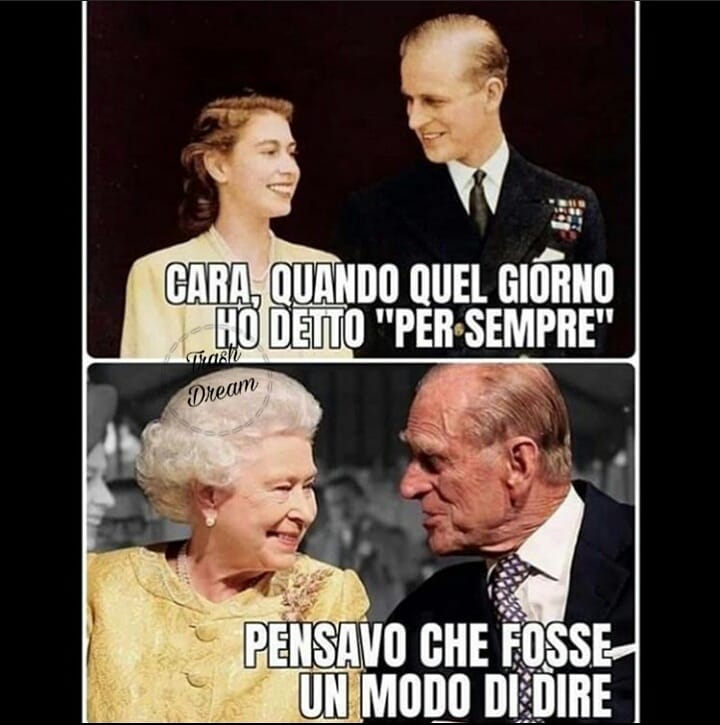 CARA, QUANDO QUEL GIORNO
HO DETTO "PER SEMPRE"
Trash
Dream
PENSAVO CHE FOSSE
UN MODO DI DIRE